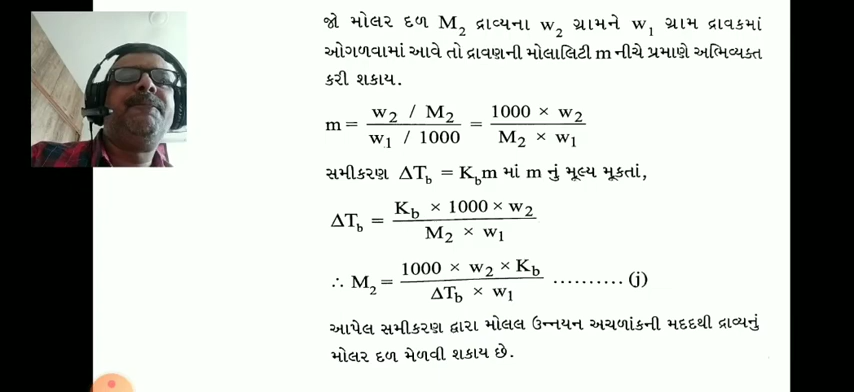 જો મોલર દળ M₂ દ્રાવ્યના w₂ ગ્રામને w₁ ગ્રામ દ્રાવકમાં
ઓગળવામાં આવે તો દ્રાવણની મોલાલિટી m નીચે પ્રમાણે અભિવ્યક્ત
કરી શકાય.
m = (w₂ / M₂) / (w₁ / 1000) = (1000 × w₂) / (M₂ × w₁)
સમીકરણ ΔT_b = K_b m માં m નું મૂલ્ય મૂકતાં,
ΔT_b = (K_b × 1000 × w₂) / (M₂ × w₁)
∴ M₂ = (1000 × w₂ × K_b) / (ΔT_b × w₁) .......... (j)
આપેલ સમીકરણ દ્વારા મોલલ ઉન્નયન અચળાંકની મદદથી દ્રાવ્યનું
મોલર દળ મેળવી શકાય છે.